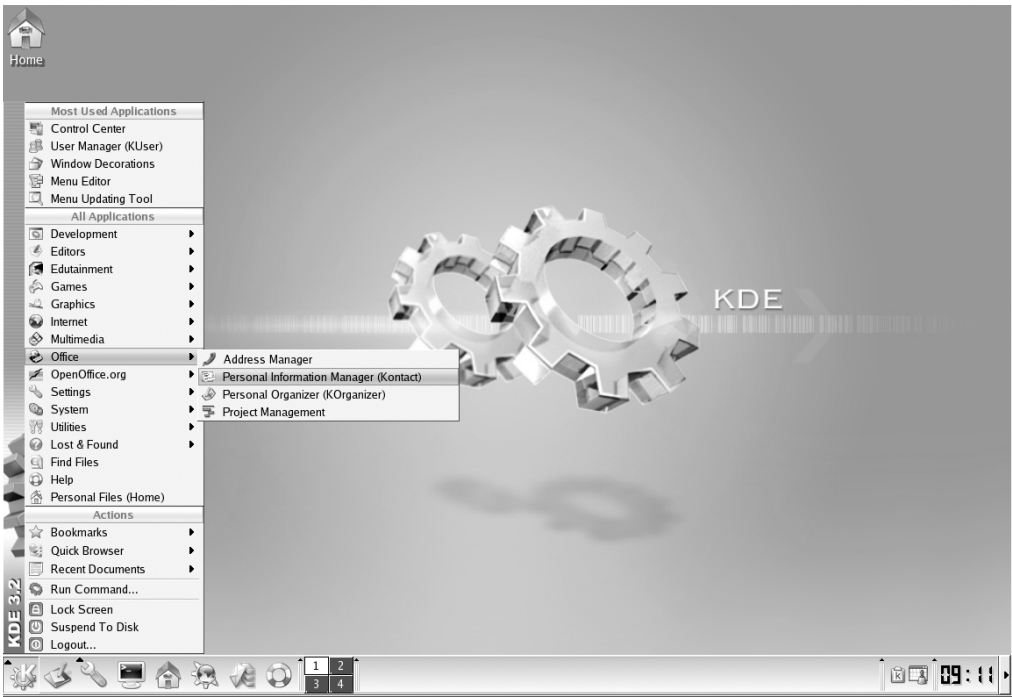 Home
Most Used Applications
Control Center
User Manager (KUser)
Window Decorations
Menu Editor
Menu Updating Tool
All Applications
Development
Editors
Edutainment
Games
Graphics
Internet
Multimedia
Office
OpenOffice.org
Settings
System
Utilities
Lost & Found
Find Files
Help
Personal Files (Home)
Actions
Bookmarks
Quick Browser
Recent Documents
Run Command...
Lock Screen
Suspend To Disk
Logout...
Address Manager
Personal Information Manager (Kontact)
Personal Organizer (KOrganizer)
Project Management
KDE
KDE 3.2
1 2
3 4
09:11